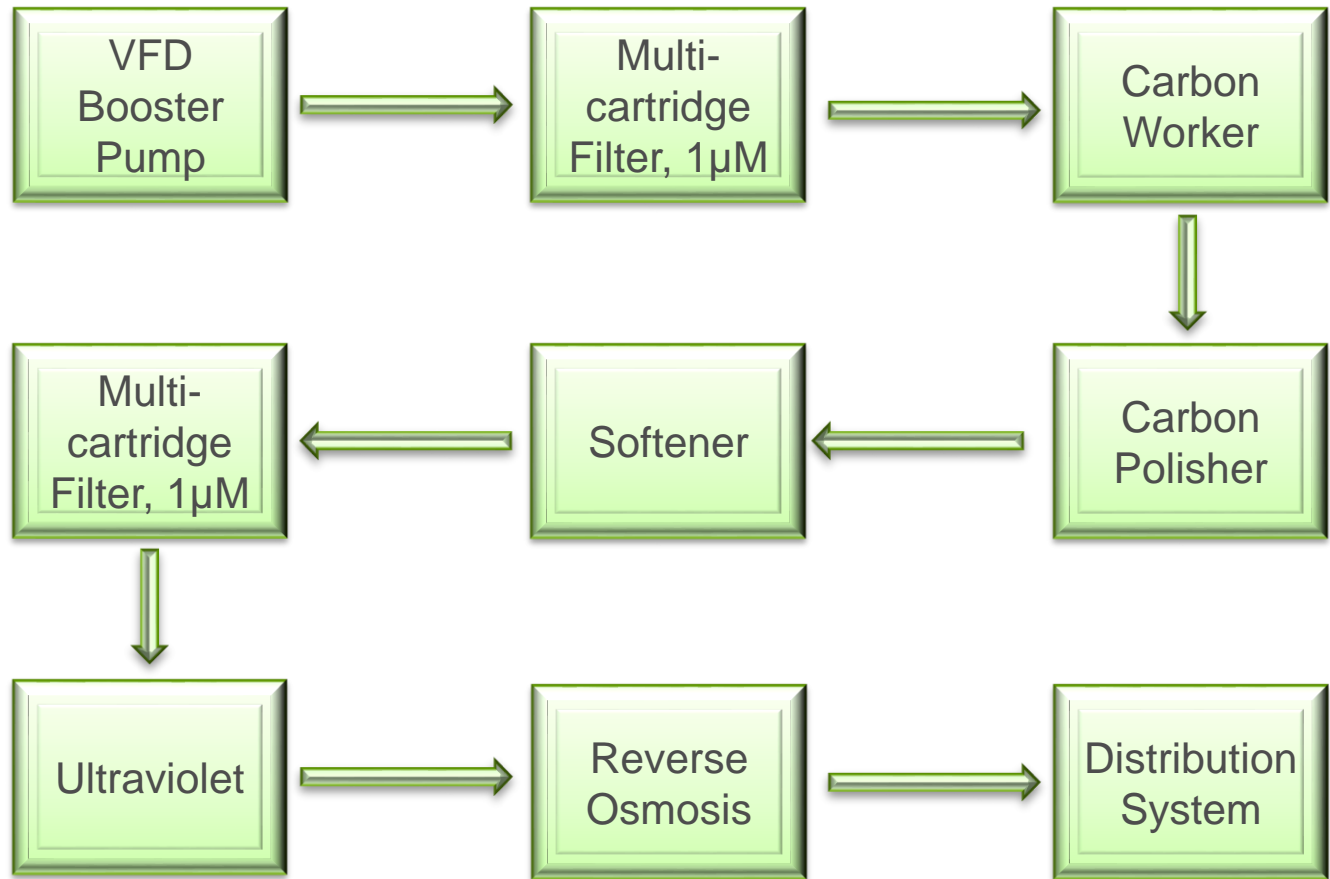 VFD
Booster
Pump
Multi-
cartridge
Filter, 1µM
Carbon
Worker
Multi-
cartridge
Filter, 1µM
Softener
Carbon
Polisher
Ultraviolet
Reverse
Osmosis
Distribution
System